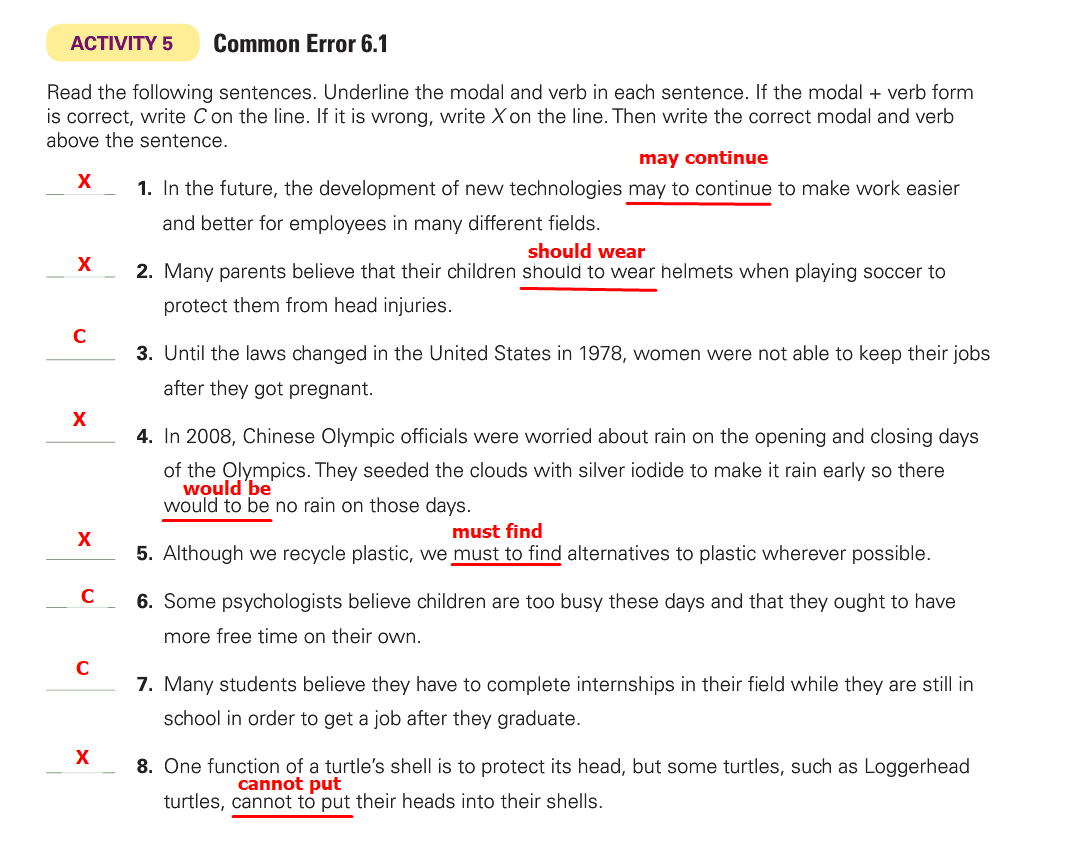 ACTIVITY 5 Common Error 6.1
Read the following sentences. Underline the modal and verb in each sentence. If the modal + verb form
is correct, write C on the line. If it is wrong, write X on the line. Then write the correct modal and verb
above the sentence.
may continue
X 1. In the future, the development of new technologies may to continue to make work easier
and better for employees in many different fields.
should wear
X 2. Many parents believe that their children should to wear helmets when playing soccer to
protect them from head injuries.
C 3. Until the laws changed in the United States in 1978, women were not able to keep their jobs
after they got pregnant.
X 4. In 2008, Chinese Olympic officials were worried about rain on the opening and closing days
of the Olympics. They seeded the clouds with silver iodide to make it rain early so there
would be
would to be no rain on those days.
must find
X 5. Although we recycle plastic, we must to find alternatives to plastic wherever possible.
C 6. Some psychologists believe children are too busy these days and that they ought to have
more free time on their own.
C 7. Many students believe they have to complete internships in their field while they are still in
school in order to get a job after they graduate.
X 8. One function of a turtle's shell is to protect its head, but some turtles, such as Loggerhead
cannot put
turtles, cannot to put their heads into their shells.